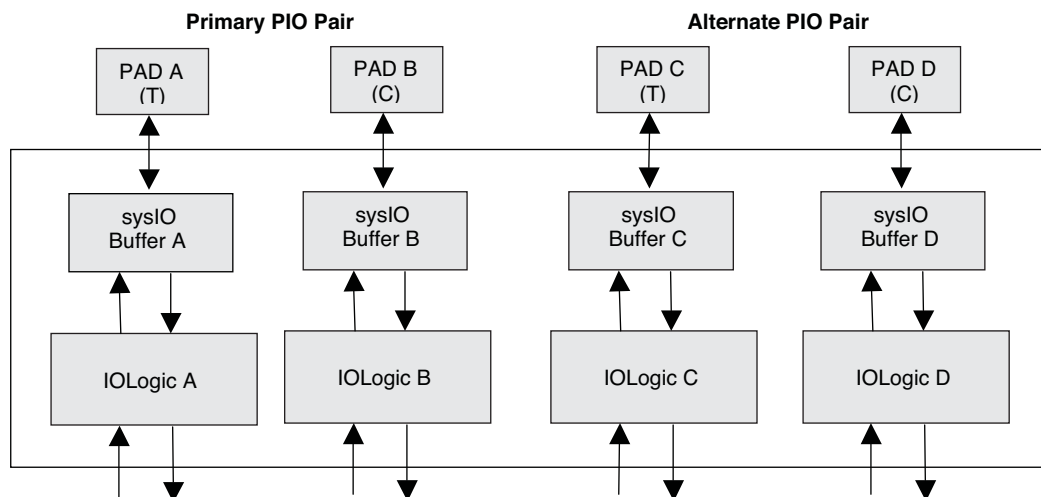 Primary PIO Pair
Alternate PIO Pair
PAD A
(T)
PAD B
(C)
PAD C
(T)
PAD D
(C)
sysIO
Buffer A
sysIO
Buffer B
sysIO
Buffer C
sysIO
Buffer D
IOLogic A
IOLogic B
IOLogic C
IOLogic D